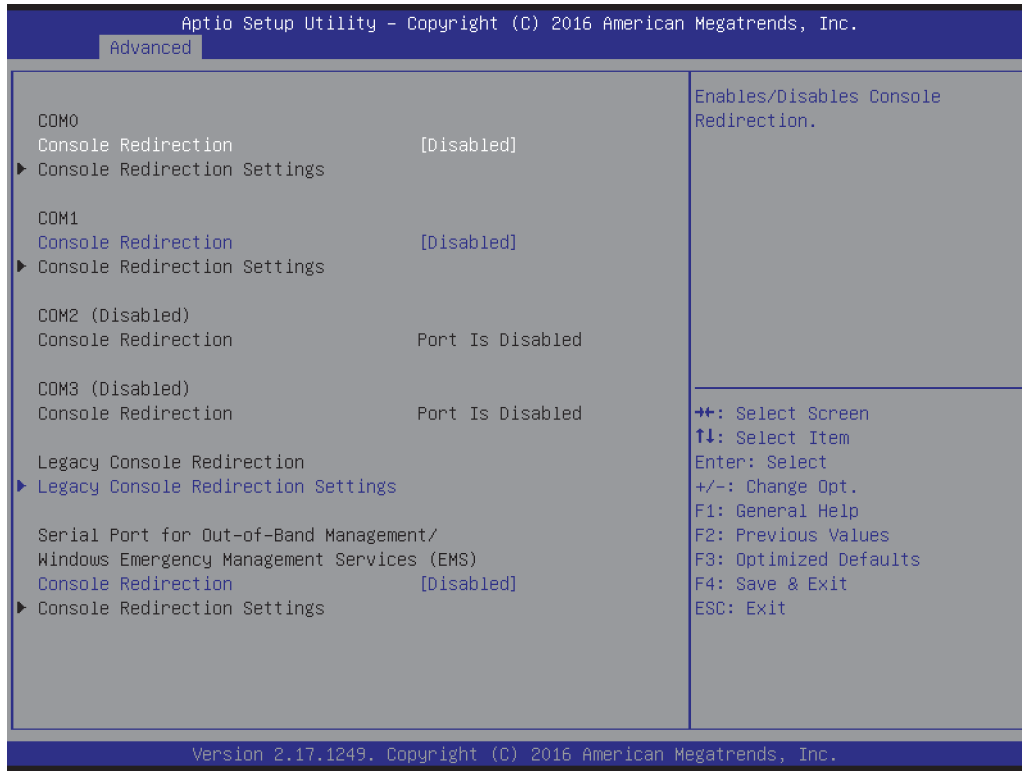 Aptio Setup Utility – Copyright (C) 2016 American Megatrends, Inc.
Advanced
COM0
Console Redirection [Disabled]
▶ Console Redirection Settings
COM1
Console Redirection [Disabled]
▶ Console Redirection Settings
COM2 (Disabled)
Console Redirection Port Is Disabled
COM3 (Disabled)
Console Redirection Port Is Disabled
Legacy Console Redirection
▶ Legacy Console Redirection Settings
Serial Port for Out-of-Band Management/
Windows Emergency Management Services (EMS)
Console Redirection [Disabled]
▶ Console Redirection Settings
Enables/Disables Console
Redirection.
→←: Select Screen
↑↓: Select Item
Enter: Select
+/-: Change Opt.
F1: General Help
F2: Previous Values
F3: Optimized Defaults
F4: Save & Exit
ESC: Exit
Version 2.17.1249. Copyright (C) 2016 American Megatrends, Inc.